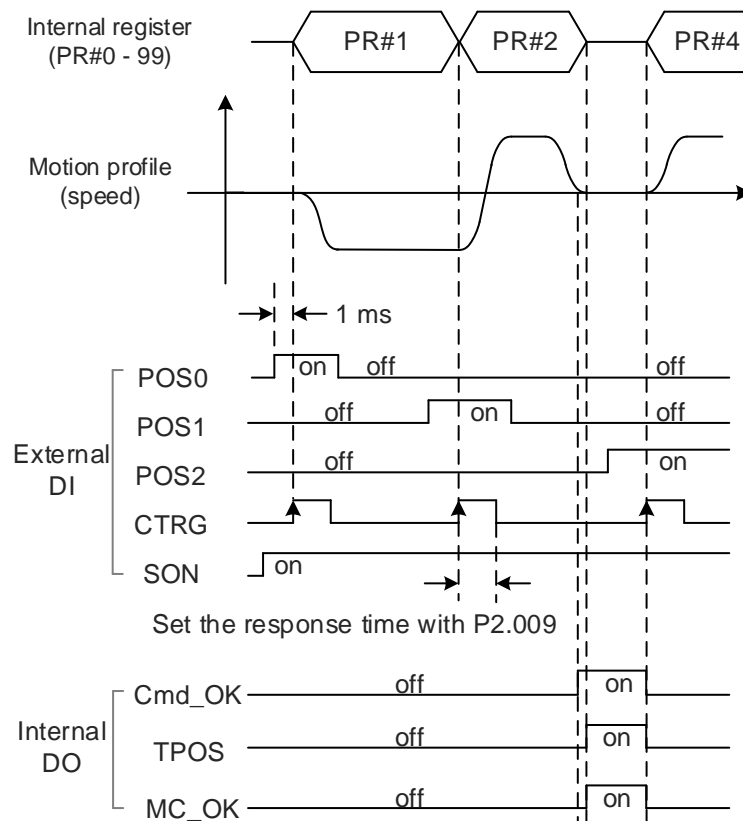 Internal register
(PR#0 - 99)
PR#1
PR#2
PR#4
Motion profile
(speed)
1 ms
External
DI
POS0
on
off
off
POS1
off
on
off
POS2
off
on
CTRG
SON
on
Set the response time with P2.009
Internal
DO
Cmd_OK
off
on
TPOS
off
on
MC_OK
off
on